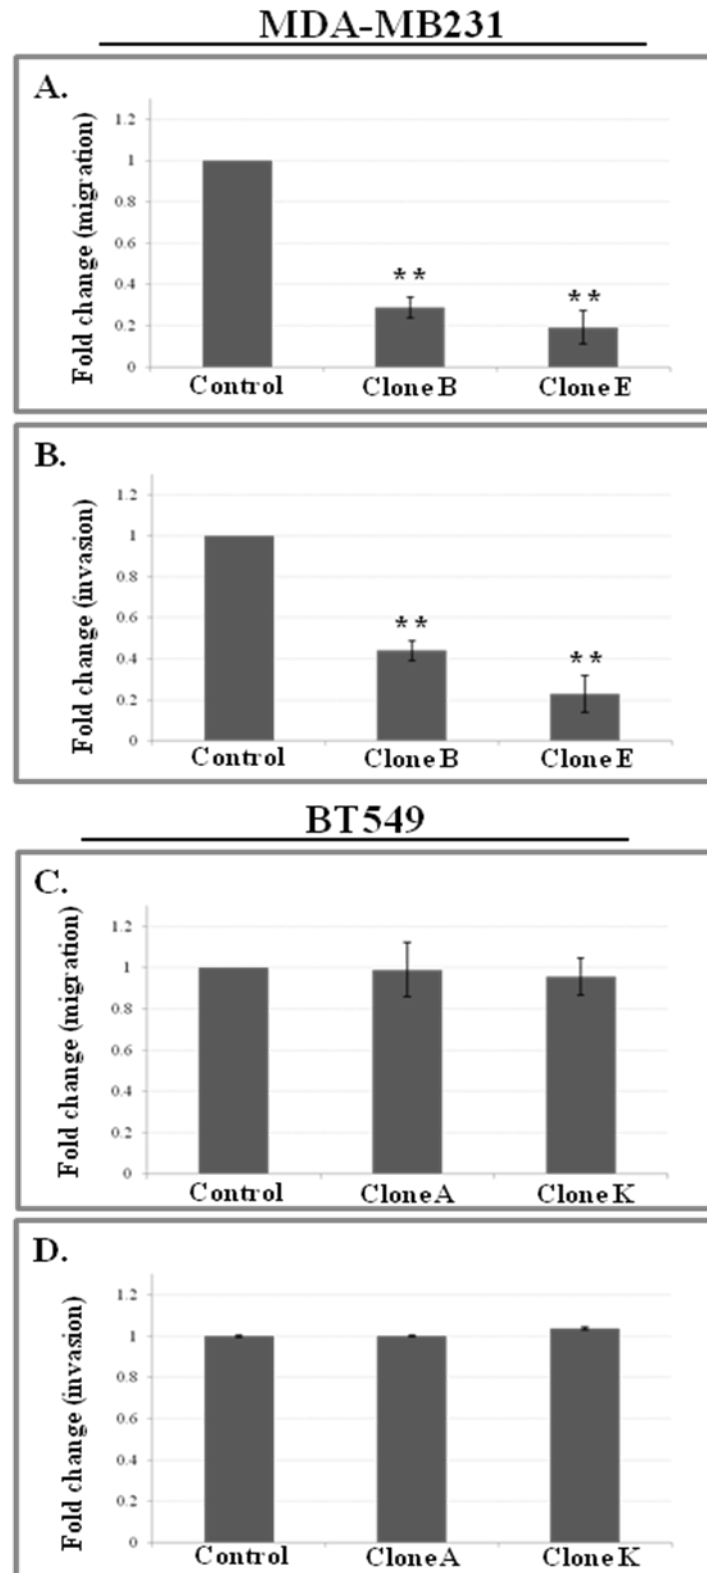 MDA-MB231
A.
Fold change (migration)
1.2
1
0.8
0.6
0.4
0.2
0
**
**
Control
Clone B
Clone E
B.
Fold change (invasion)
1.2
1
0.8
0.6
0.4
0.2
0
**
**
Control
Clone B
Clone E
BT549
C.
Fold change (migration)
1.2
1
0.8
0.6
0.4
0.2
0
Control
Clone A
Clone K
D.
Fold change (invasion)
1.2
1
0.8
0.6
0.4
0.2
0
Control
Clone A
Clone K